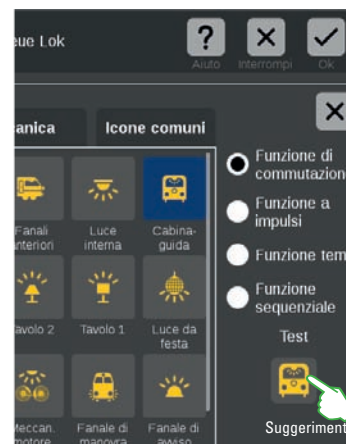 eue Lok
?
Aiuto
Interrompi
Ok
anica
Icone comuni
Funzione di
commutazion
Fanali
anteriori
Luce
interna
Cabina-
guida
Funzione a
impulsi
Funzione tem
Funzione
sequenziale
avolo 2
Tavolo 1
Luce da
festa
Test
Meccan.
motore
Fanale di
manovra
Fanale di
avviso
Suggeriment